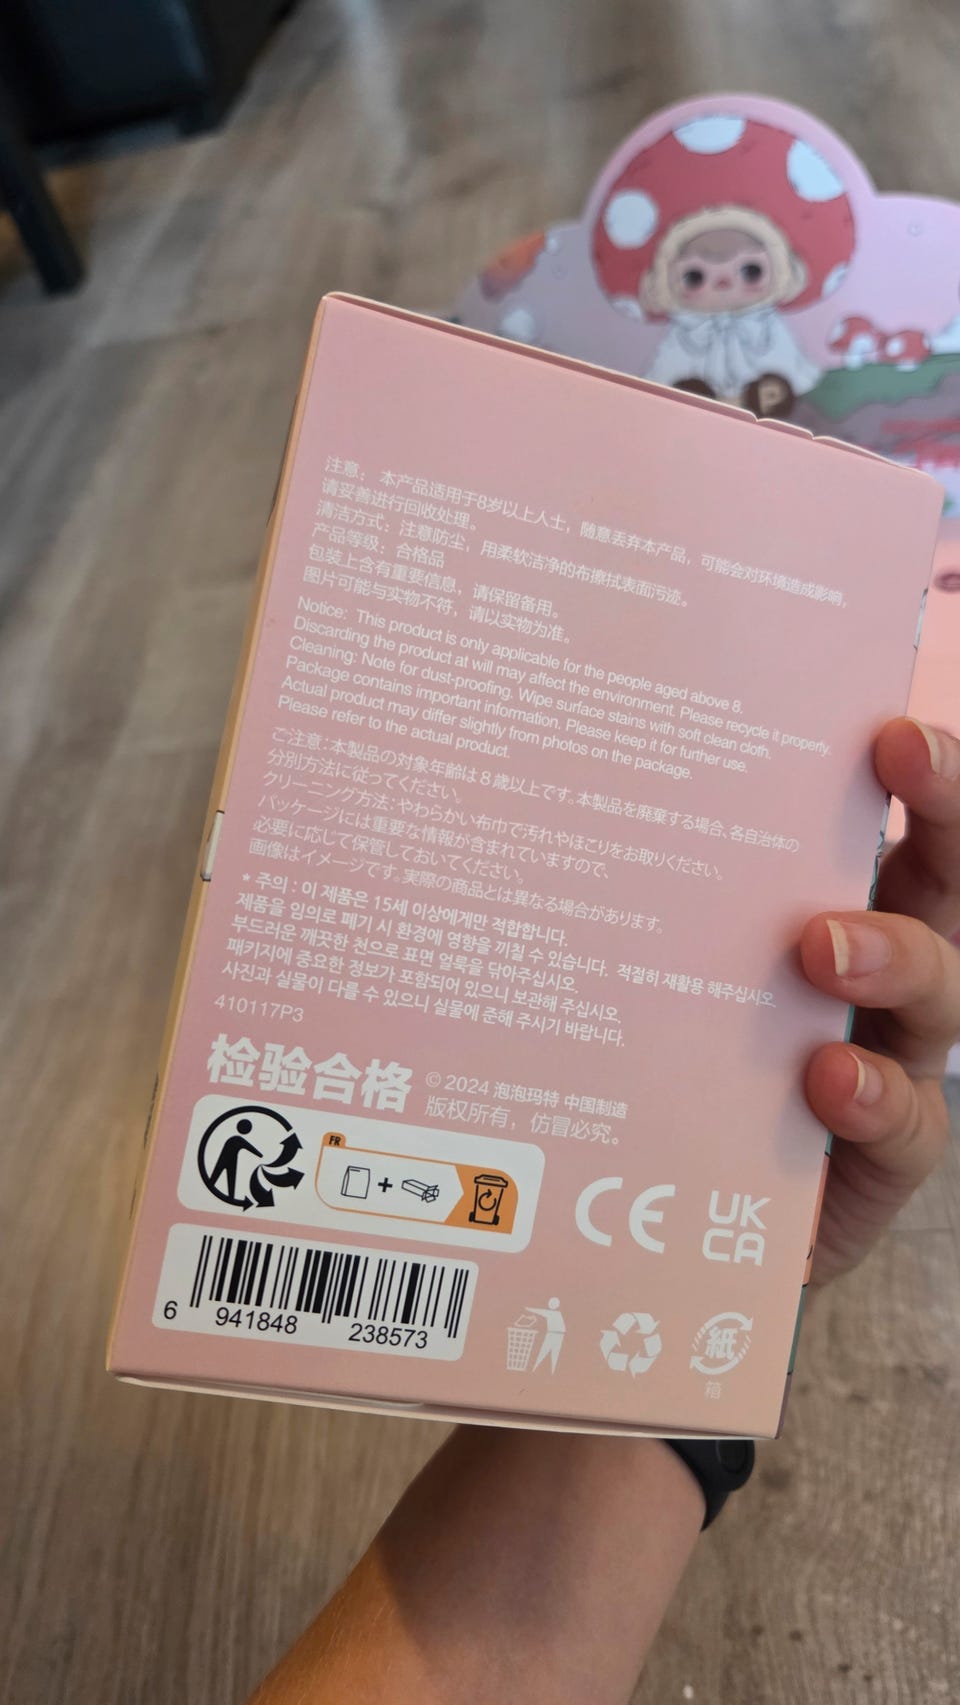 注意： 本产品适用于8岁以上人士，随意丢弃本产品，可能会对环境造成影响，
请妥善进行回收处理。
清洁方式：注意防尘，用柔软洁净的布擦拭表面污迹。
产品等级：合格品
包装上含有重要信息，请保留备用。
图片可能与实物不符，请以实物为准。
Notice: This product is only applicable for the people aged above 8.
Discarding the product at will may affect the environment. Please recycle it properly.
Cleaning: Note for dust-proofing. Wipe surface stains with soft clean cloth.
Package contains important information. Please keep it for further use.
Actual product may differ slightly from photos on the package.
Please refer to the actual product.
ご注意：本製品の対象年齢は８歳以上です。本製品を廃棄する場合、各自治体の
分別方法に従ってください。
クリーニング方法：やわらかい布巾で汚れやほこりをお取りください。
パッケージには重要な情報が含まれていますので、
必要に応じて保管しておいてください。
画像はイメージです。実際の商品とは異なる場合があります。
* 주의 : 이 제품은 15세 이상에게만 적합합니다.
제품을 임의로 폐기 시 환경에 영향을 끼칠 수 있습니다. 적절히 재활용 해주십시오.
부드러운 깨끗한 천으로 표면 얼룩을 닦아주십시오.
패키지에 중요한 정보가 포함되어 있으니 보관해 주십시오.
사진과 실물이 다를 수 있으니 실물에 준해 주시기 바랍니다.
410117P3
检验合格
© 2024 泡泡玛特 中国制造
版权所有，仿冒必究。
FR
CE
UK
CA
6 941848 238573
紙
箱
P